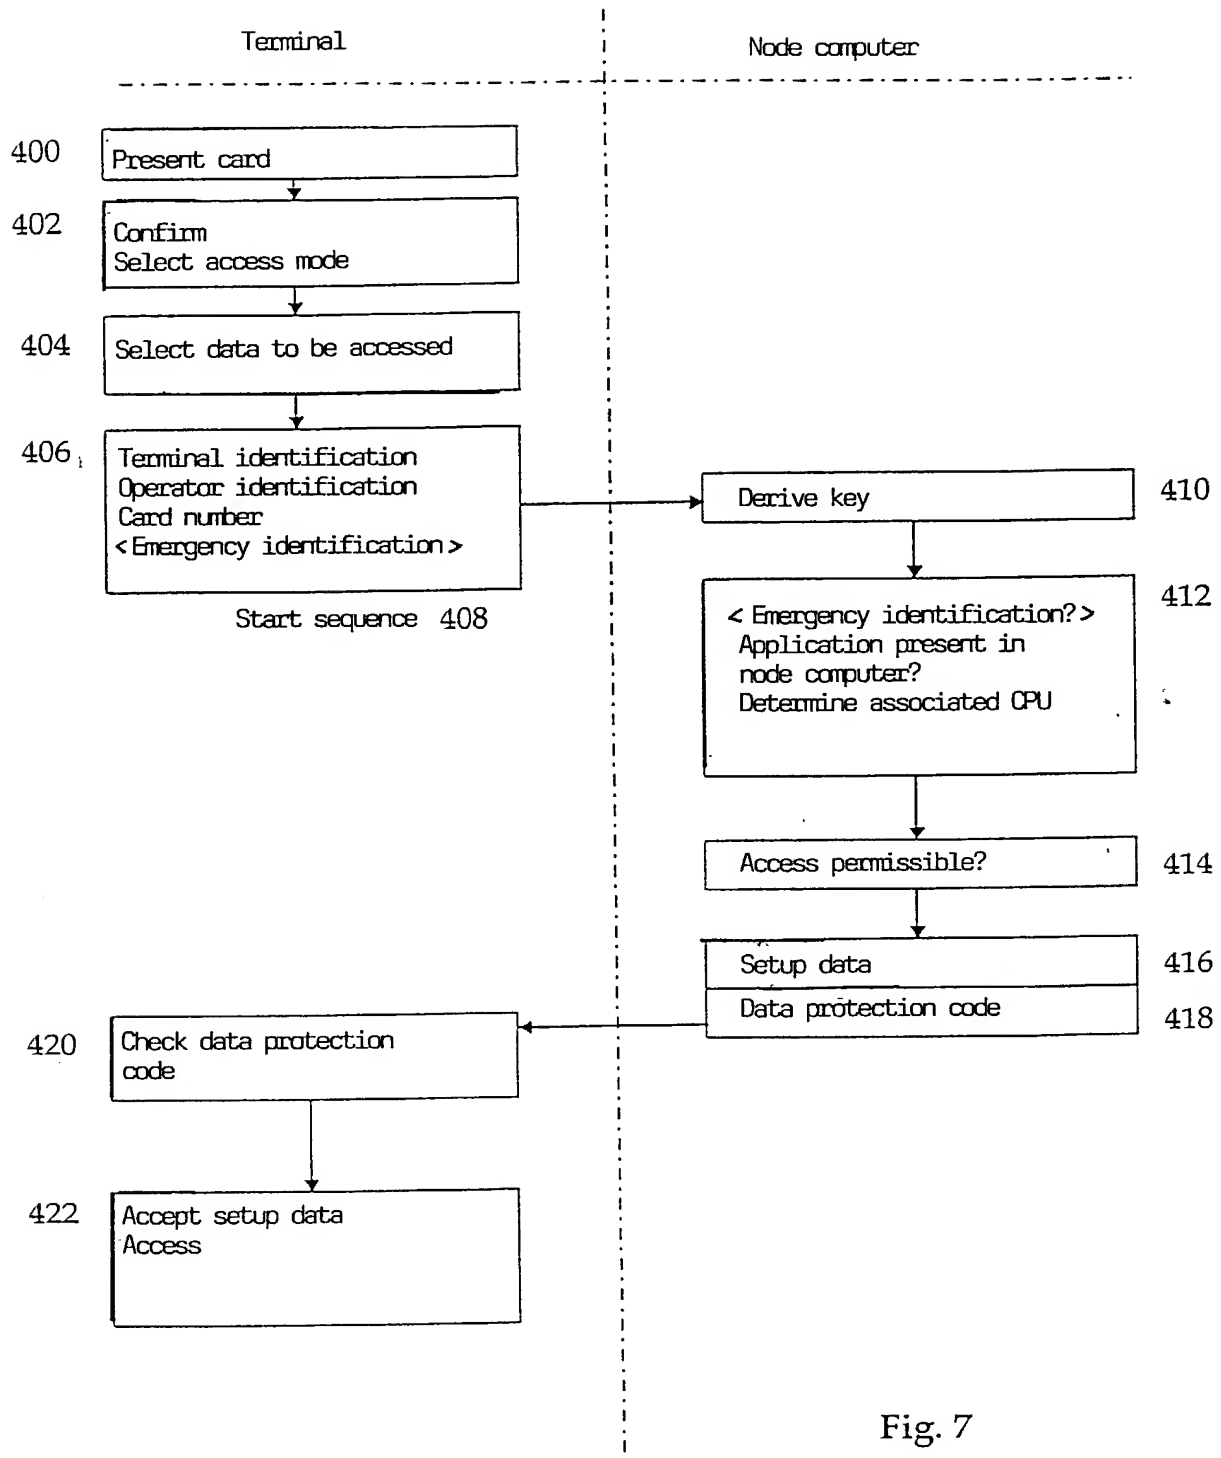 Terminal
Node computer
400
Present card
402
Confirm
Select access mode
404
Select data to be accessed
406
Terminal identification
Operator identification
Card number
<Emergency identification>
Start sequence 408
Derive key
410
412
<Emergency identification?>
Application present in
node computer?
Determine associated CPU
Access permissible?
414
Setup data
416
Data protection code
418
420
Check data protection
code
422
Accept setup data
Access
Fig. 7